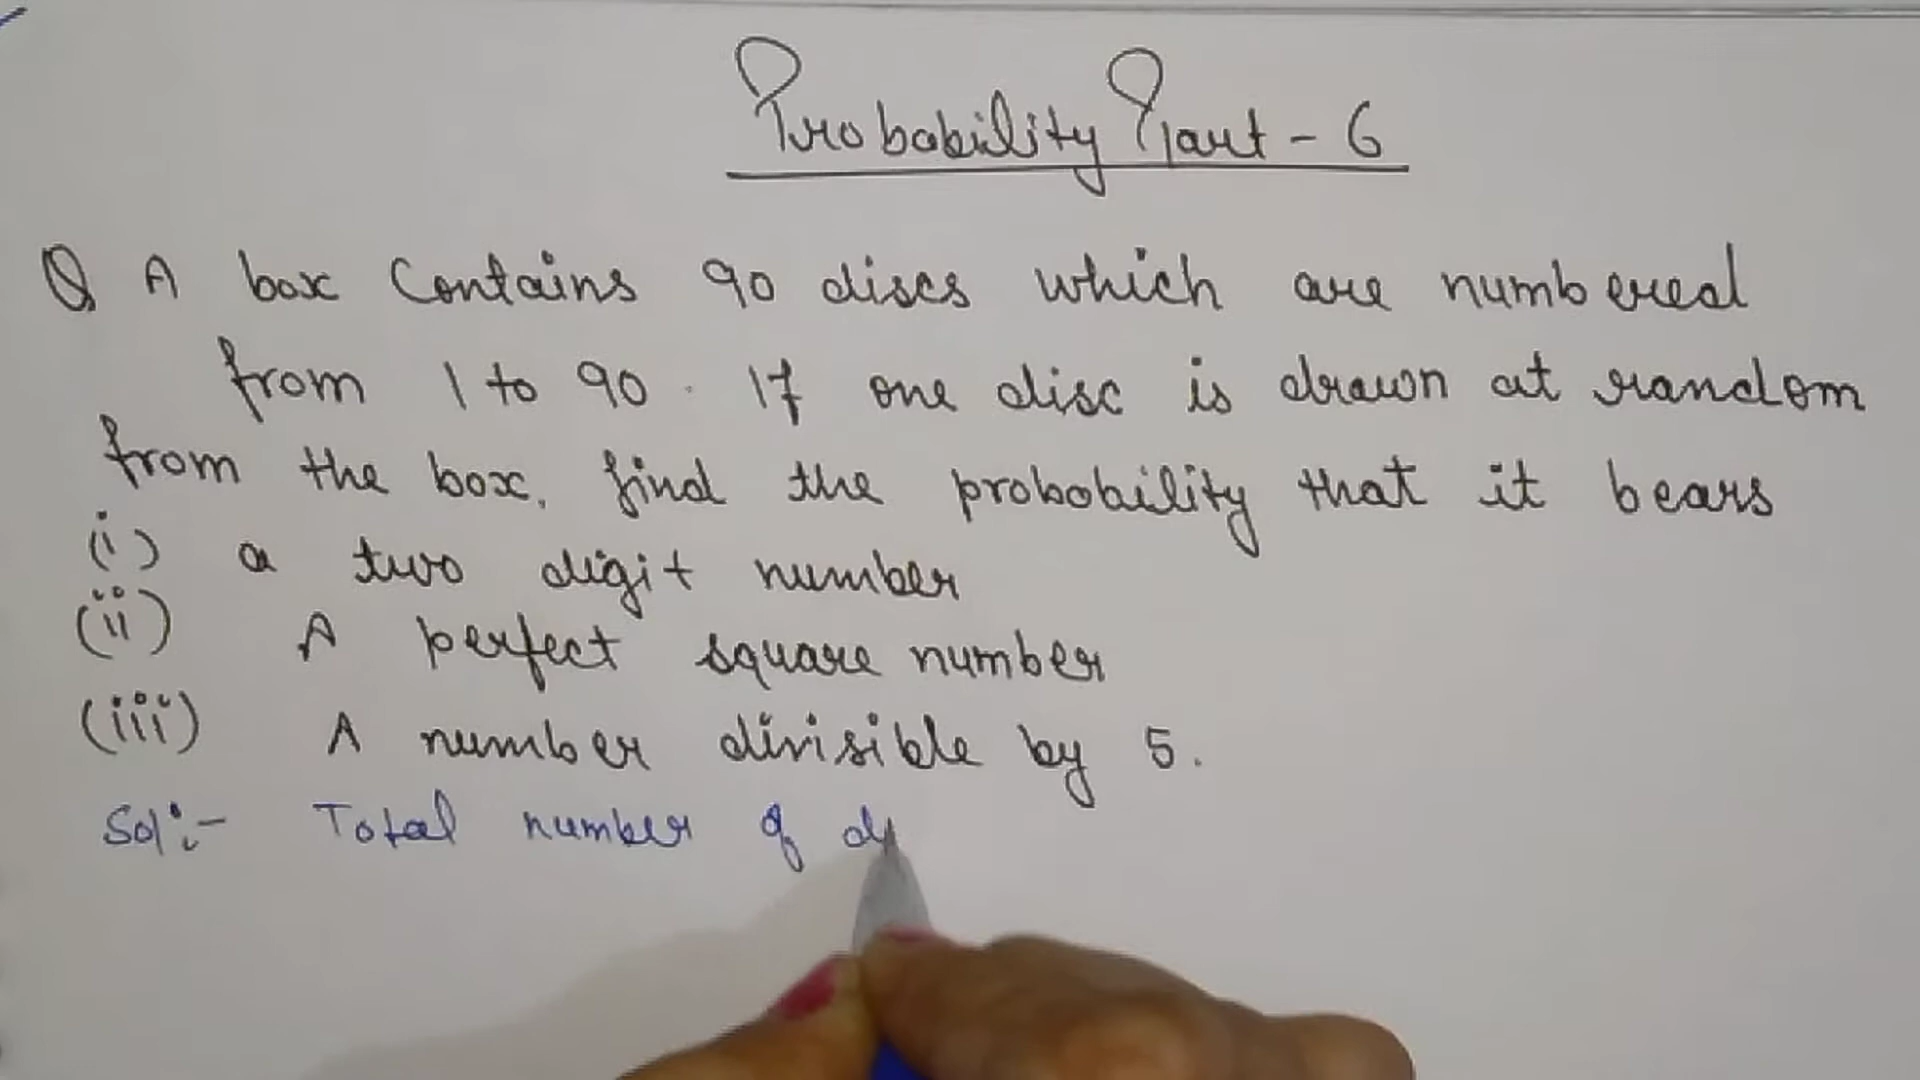 Probability Part - 6
Q A box Contains 90 discs which are numbered
from 1 to 90. If one disc is drawn at random
from the box, find the probability that it bears
(i) a two digit number
(ii) A perfect square number
(iii) A number divisible by 5.
Sol:- Total number of